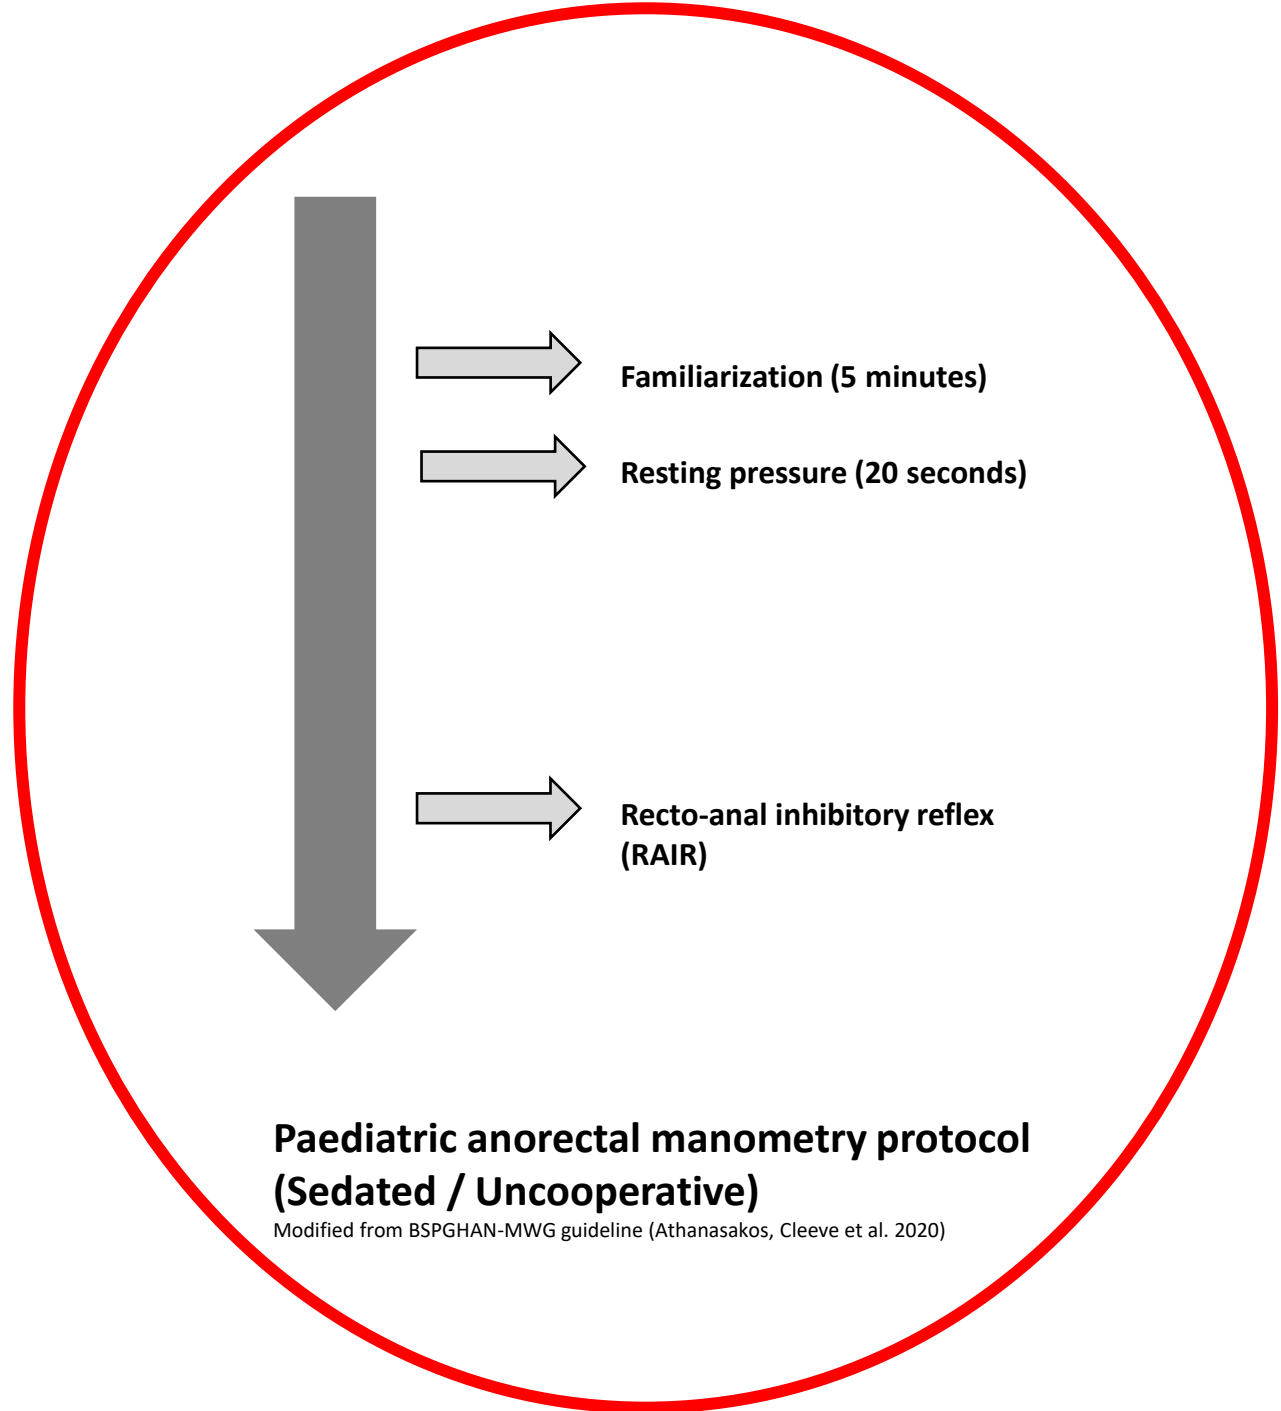 Familiarization (5 minutes)
Resting pressure (20 seconds)
Recto-anal inhibitory reflex
(RAIR)
Paediatric anorectal manometry protocol
(Sedated / Uncooperative)
Modified from BSPGHAN-MWG guideline (Athanasakos, Cleeve et al. 2020)